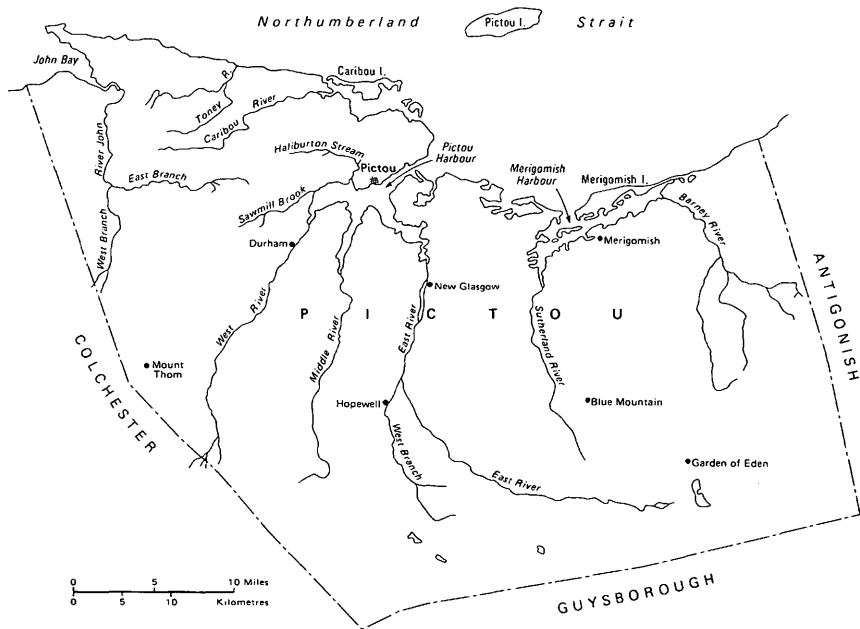 Northumberland Strait
Pictou I.
John Bay
Caribou I.
Toney R.
Caribou River
River John
Haliburton Stream
Pictou
Pictou Harbour
Merigomish Harbour
Merigomish I.
East Branch
Sawmill Brook
Barney River
West Branch
Durham
Merigomish
New Glasgow
PICTOU
ANTIGONISH
West River
Middle River
East River
Sutherland River
COLCHESTER
Mount Thom
Hopewell
Blue Mountain
West Branch
Garden of Eden
East River
0 5 10 Miles
0 5 10 Kilometres
GUYSBOROUGH